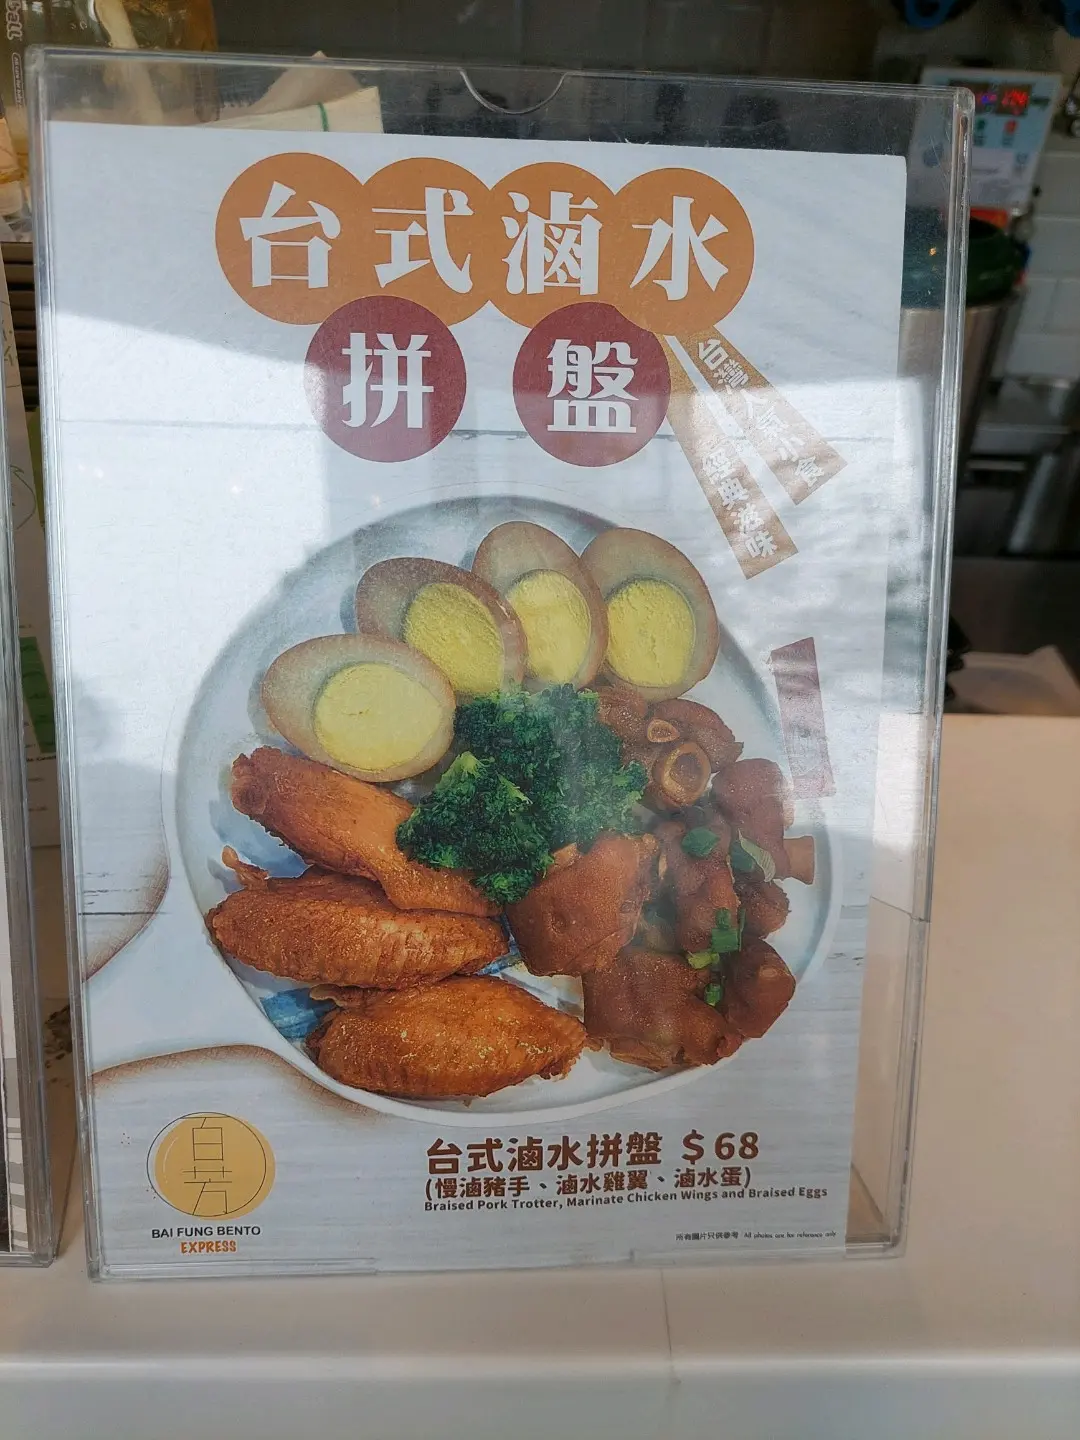 台式滷水
拼盤
台灣人氣小食
經典滋味
百芳
BAI FUNG BENTO
EXPRESS
台式滷水拼盤 $68
(慢滷豬手、滷水雞翼、滷水蛋)
Braised Pork Trotter, Marinate Chicken Wings and Braised Eggs
所有圖片只供參考 All photos are for reference only